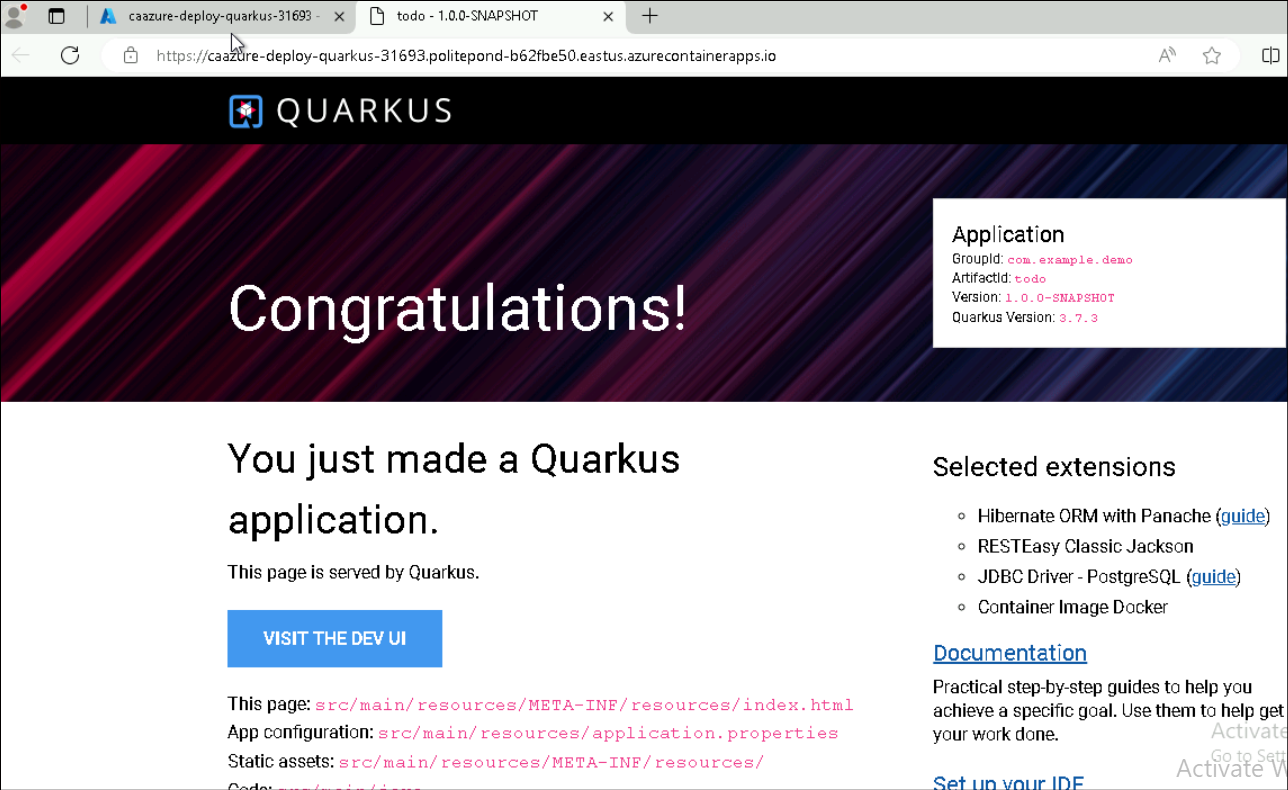 caazure-deploy-quarkus-31693 -
todo - 1.0.0-SNAPSHOT
https://caazure-deploy-quarkus-31693.politepond-b62fbe50.eastus.azurecontainerapps.io
QUARKUS
Congratulations!
Application
GroupId: com.example.demo
ArtifactId: todo
Version: 1.0.0-SNAPSHOT
Quarkus Version: 3.7.3
You just made a Quarkus
application.
This page is served by Quarkus.
VISIT THE DEV UI
This page: src/main/resources/META-INF/resources/index.html
App configuration: src/main/resources/application.properties
Static assets: src/main/resources/META-INF/resources/
Code: src/main/java
Selected extensions
Hibernate ORM with Panache (guide)
RESTEasy Classic Jackson
JDBC Driver - PostgreSQL (guide)
Container Image Docker
Documentation
Practical step-by-step guides to help you
achieve a specific goal. Use them to help get
your work done.
Activate
Go to Sett
Activate W
Set up your IDE